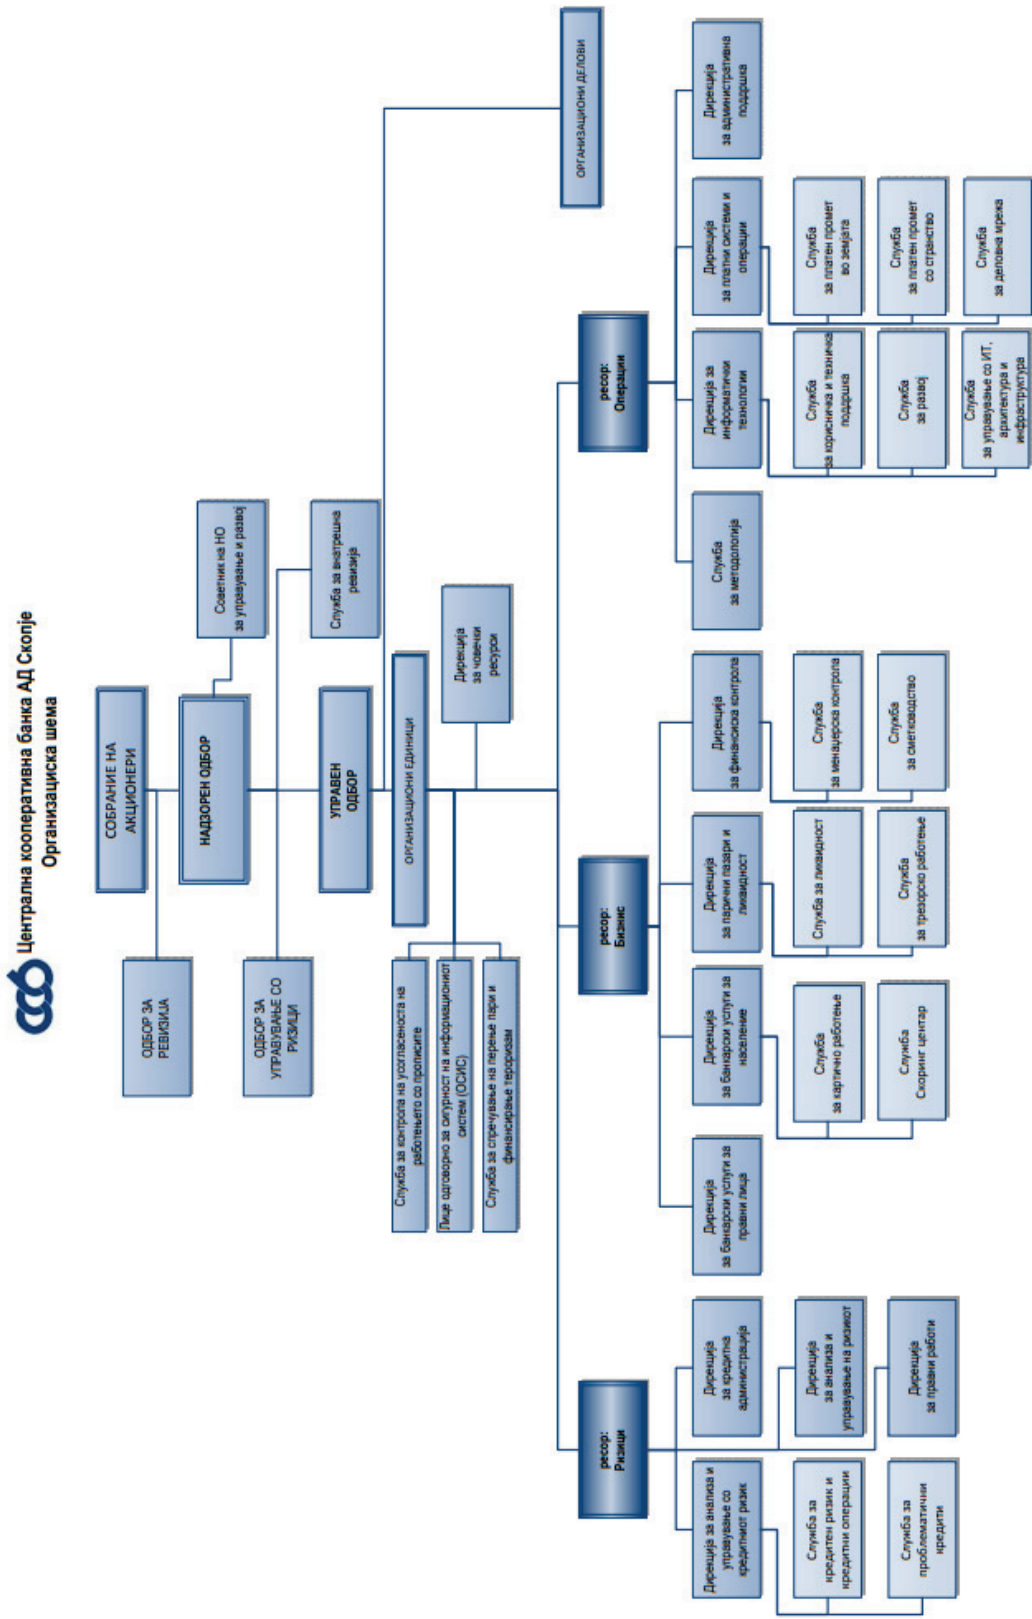 ССБ
Централна кооперативна банка АД Скопје
Организациска шема
СОБРАНИЕ НА
АКЦИОНЕРИ
ОДБОР ЗА
РЕВИЗИЈА
НАДЗОРЕН ОДБОР
Советник на НО
за управување и развој
ОДБОР ЗА
УПРАВУВАЊЕ СО
РИЗИЦИ
Служба за внатрешна
ревизија
УПРАВЕН
ОДБОР
ОРГАНИЗАЦИОНИ ЕДИНИЦИ
ОРГАНИЗАЦИОНИ ДЕЛОВИ
Служба за контрола на усогласеноста на
работењето со прописите
Лице одговорно за сигурност на информациониот
систем (ОСИС)
Служба за спречување на перење пари и
финансирање тероризам
Дирекција
за човечки
ресурси
ресор:
Ризици
ресор:
Бизнис
ресор:
Операции
Дирекција за анализа и
управување со
кредитниот ризик
Дирекција
за кредитна
администрација
Дирекција
за банкарски услуги за
правни лица
Дирекција
за банкарски услуги за
население
Дирекција
за парични пазари и
ликвидност
Дирекција
за финансиска контрола
Служба
за методологија
Дирекција за
информатички
технологии
Дирекција
за платни системи и
операции
Дирекција
за административна
поддршка
Служба за
кредитен ризик и
кредитни операции
Дирекција
за анализа и
управување на ризикот
Служба
за картично работење
Служба за ликвидност
Служба
за менаџерска контрола
Служба
за корисничка и техничка
поддршка
Служба
за платен промет
во земјата
Служба за
проблематични
кредити
Дирекција
за правни работи
Служба
Скоринг центар
Служба
за трезорско работење
Служба
за сметководство
Служба
за развој
Служба
за платен промет
со странство
Служба
за управување со ИТ,
архитектура и
инфраструктура
Служба
за деловна мрежа